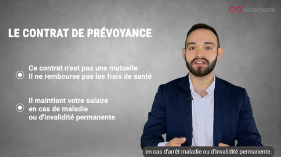 collecteam
LE CONTRAT DE PRÉVOYANCE
Ce contrat n'est pas une mutuelle
Il ne rembourse pas les frais de santé
Il maintient votre salaire
en cas de maladie
ou d'invalidité permanente
en cas d'arrêt maladie ou d'invalidité permanente.